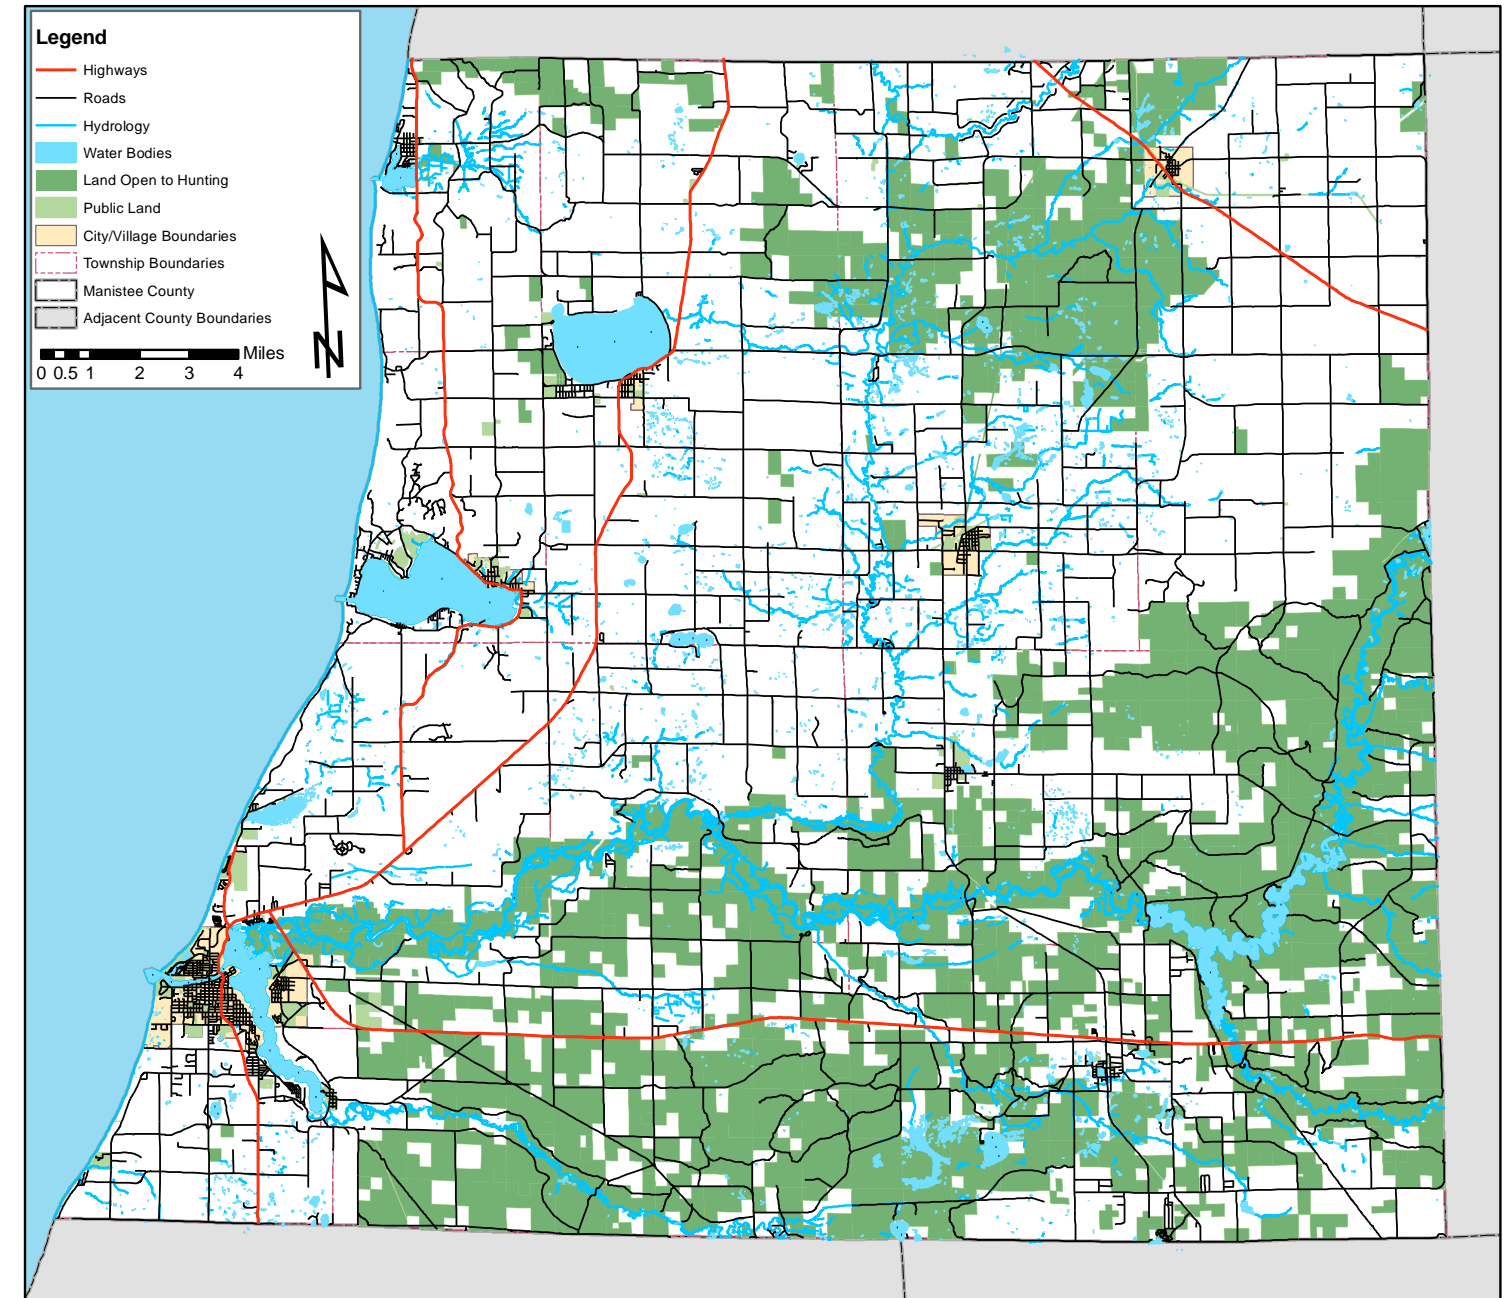 Legend
Highways
Roads
Hydrology
Water Bodies
Land Open to Hunting
Public Land
City/Village Boundaries
Township Boundaries
Manistee County
Adjacent County Boundaries
Miles
0 0.5 1 2 3 4
N